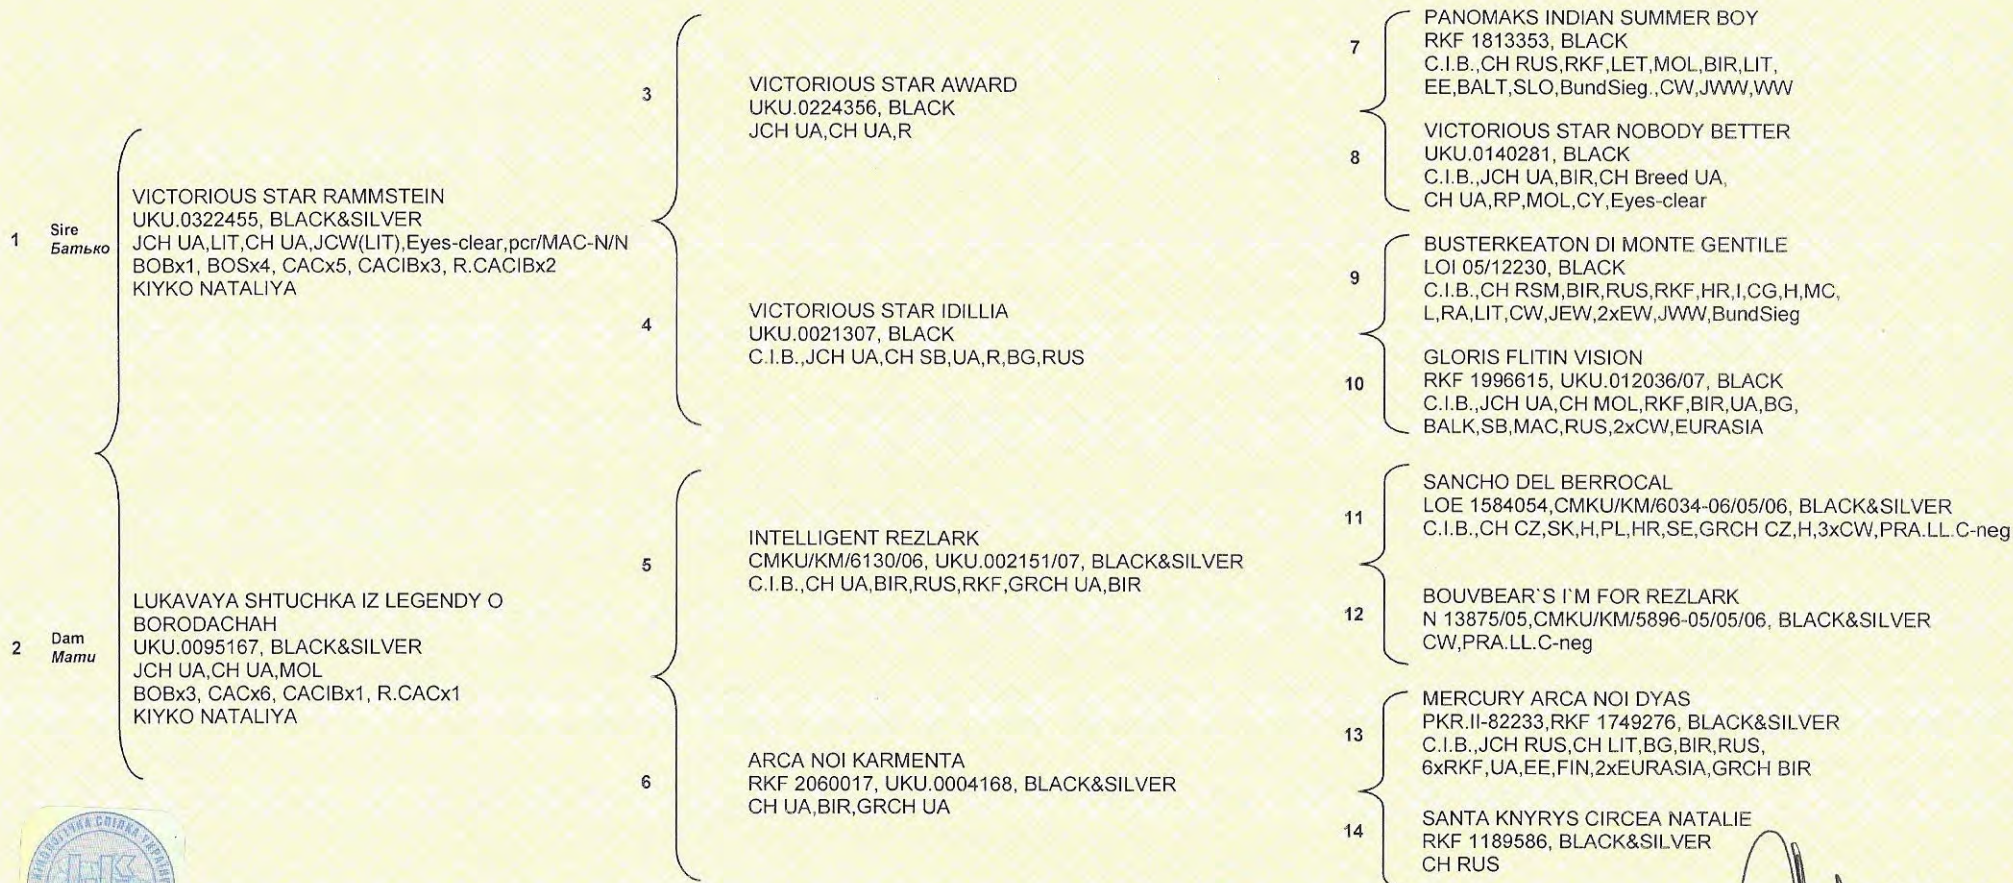 1 Sire
Батько
VICTORIOUS STAR RAMMSTEIN
UKU.0322455, BLACK&SILVER
JCH UA,LIT,CH UA,JCW(LIT),Eyes-clear,pcr/MAC-N/N
BOBx1, BOSx4, CACx5, CACIBx3, R.CACIBx2
KIYKO NATALIYA
2 Dam
Мати
LUKAVAYA SHTUCHKA IZ LEGENDY O
BORODACHAH
UKU.0095167, BLACK&SILVER
JCH UA,CH UA,MOL
BOBx3, CACx6, CACIBx1, R.CACx1
KIYKO NATALIYA
3
VICTORIOUS STAR AWARD
UKU.0224356, BLACK
JCH UA,CH UA,R
4
VICTORIOUS STAR IDILLIA
UKU.0021307, BLACK
C.I.B.,JCH UA,CH SB,UA,R,BG,RUS
5
INTELLIGENT REZLARK
CMKU/KM/6130/06, UKU.002151/07, BLACK&SILVER
C.I.B.,CH UA,BIR,RUS,RKF,GRCH UA,BIR
6
ARCA NOI KARMENTA
RKF 2060017, UKU.0004168, BLACK&SILVER
CH UA,BIR,GRCH UA
7
PANOMAKS INDIAN SUMMER BOY
RKF 1813353, BLACK
C.I.B.,CH RUS,RKF,LET,MOL,BIR,LIT,
EE,BALT,SLO,BundSieg.,CW,JWW,WW
8
VICTORIOUS STAR NOBODY BETTER
UKU.0140281, BLACK
C.I.B.,JCH UA,BIR,CH Breed UA,
CH UA,RP,MOL,CY,Eyes-clear
9
BUSTERKEATON DI MONTE GENTILE
LOI 05/12230, BLACK
C.I.B.,CH RSM,BIR,RUS,RKF,HR,I,CG,H,MC,
L,RA,LIT,CW,JEW,2xEW,JWW,BundSieg
10
GLORIS FLITIN VISION
RKF 1996615, UKU.012036/07, BLACK
C.I.B.,JCH UA,CH MOL,RKF,BIR,UA,BG,
BALK,SB,MAC,RUS,2xCW,EURASIA
11
SANCHO DEL BERROCAL
LOE 1584054,CMKU/KM/6034-06/05/06, BLACK&SILVER
C.I.B.,CH CZ,SK,H,PL,HR,SE,GRCH CZ,H,3xCW,PRA.LL.C-neg
12
BOUVBEAR`S I`M FOR REZLARK
N 13875/05,CMKU/KM/5896-05/05/06, BLACK&SILVER
CW,PRA.LL.C-neg
13
MERCURY ARCA NOI DYAS
PKR.II-82233,RKF 1749276, BLACK&SILVER
C.I.B.,JCH RUS,CH LIT,BG,BIR,RUS,
6xRKF,UA,EE,FIN,2xEURASIA,GRCH BIR
14
SANTA KNYRYS CIRCEA NATALIE
RKF 1189586, BLACK&SILVER
CH RUS